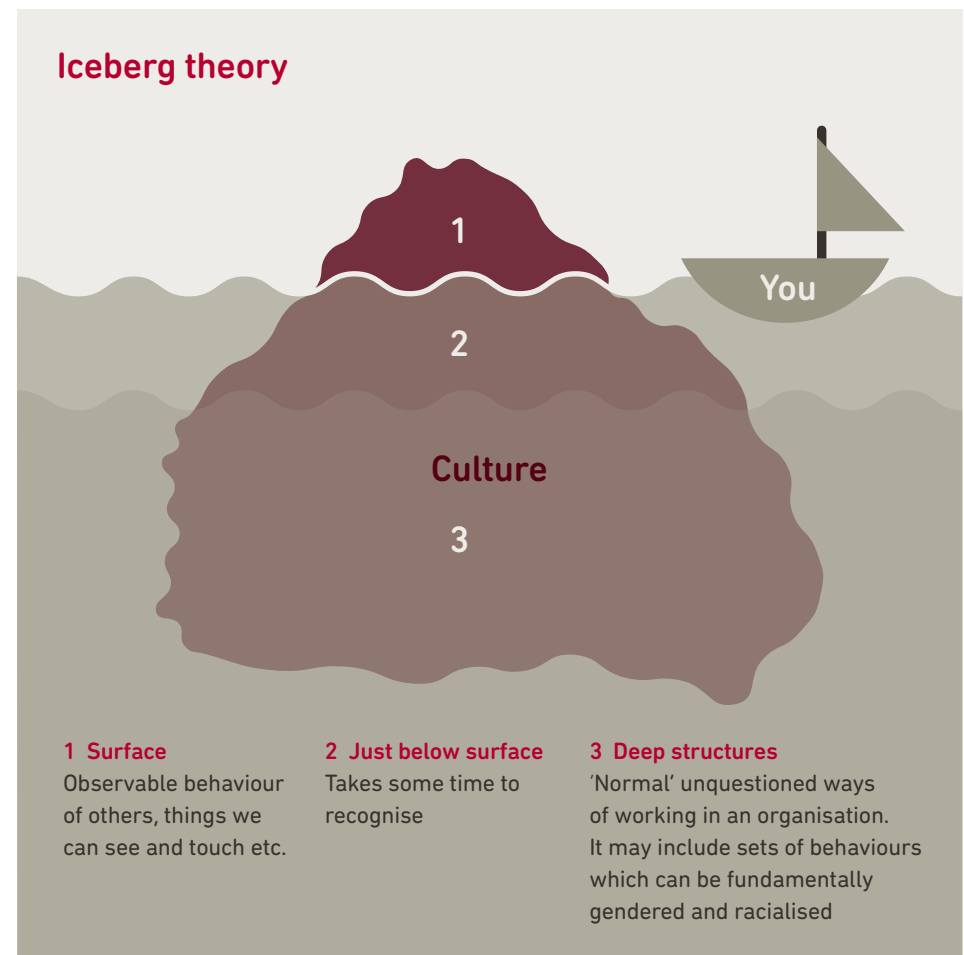 Iceberg theory
1
You
2
Culture
3
1 Surface
Observable behaviour
of others, things we
can see and touch etc.
2 Just below surface
Takes some time to
recognise
3 Deep structures
‘Normal’ unquestioned ways
of working in an organisation.
It may include sets of behaviours
which can be fundamentally
gendered and racialised